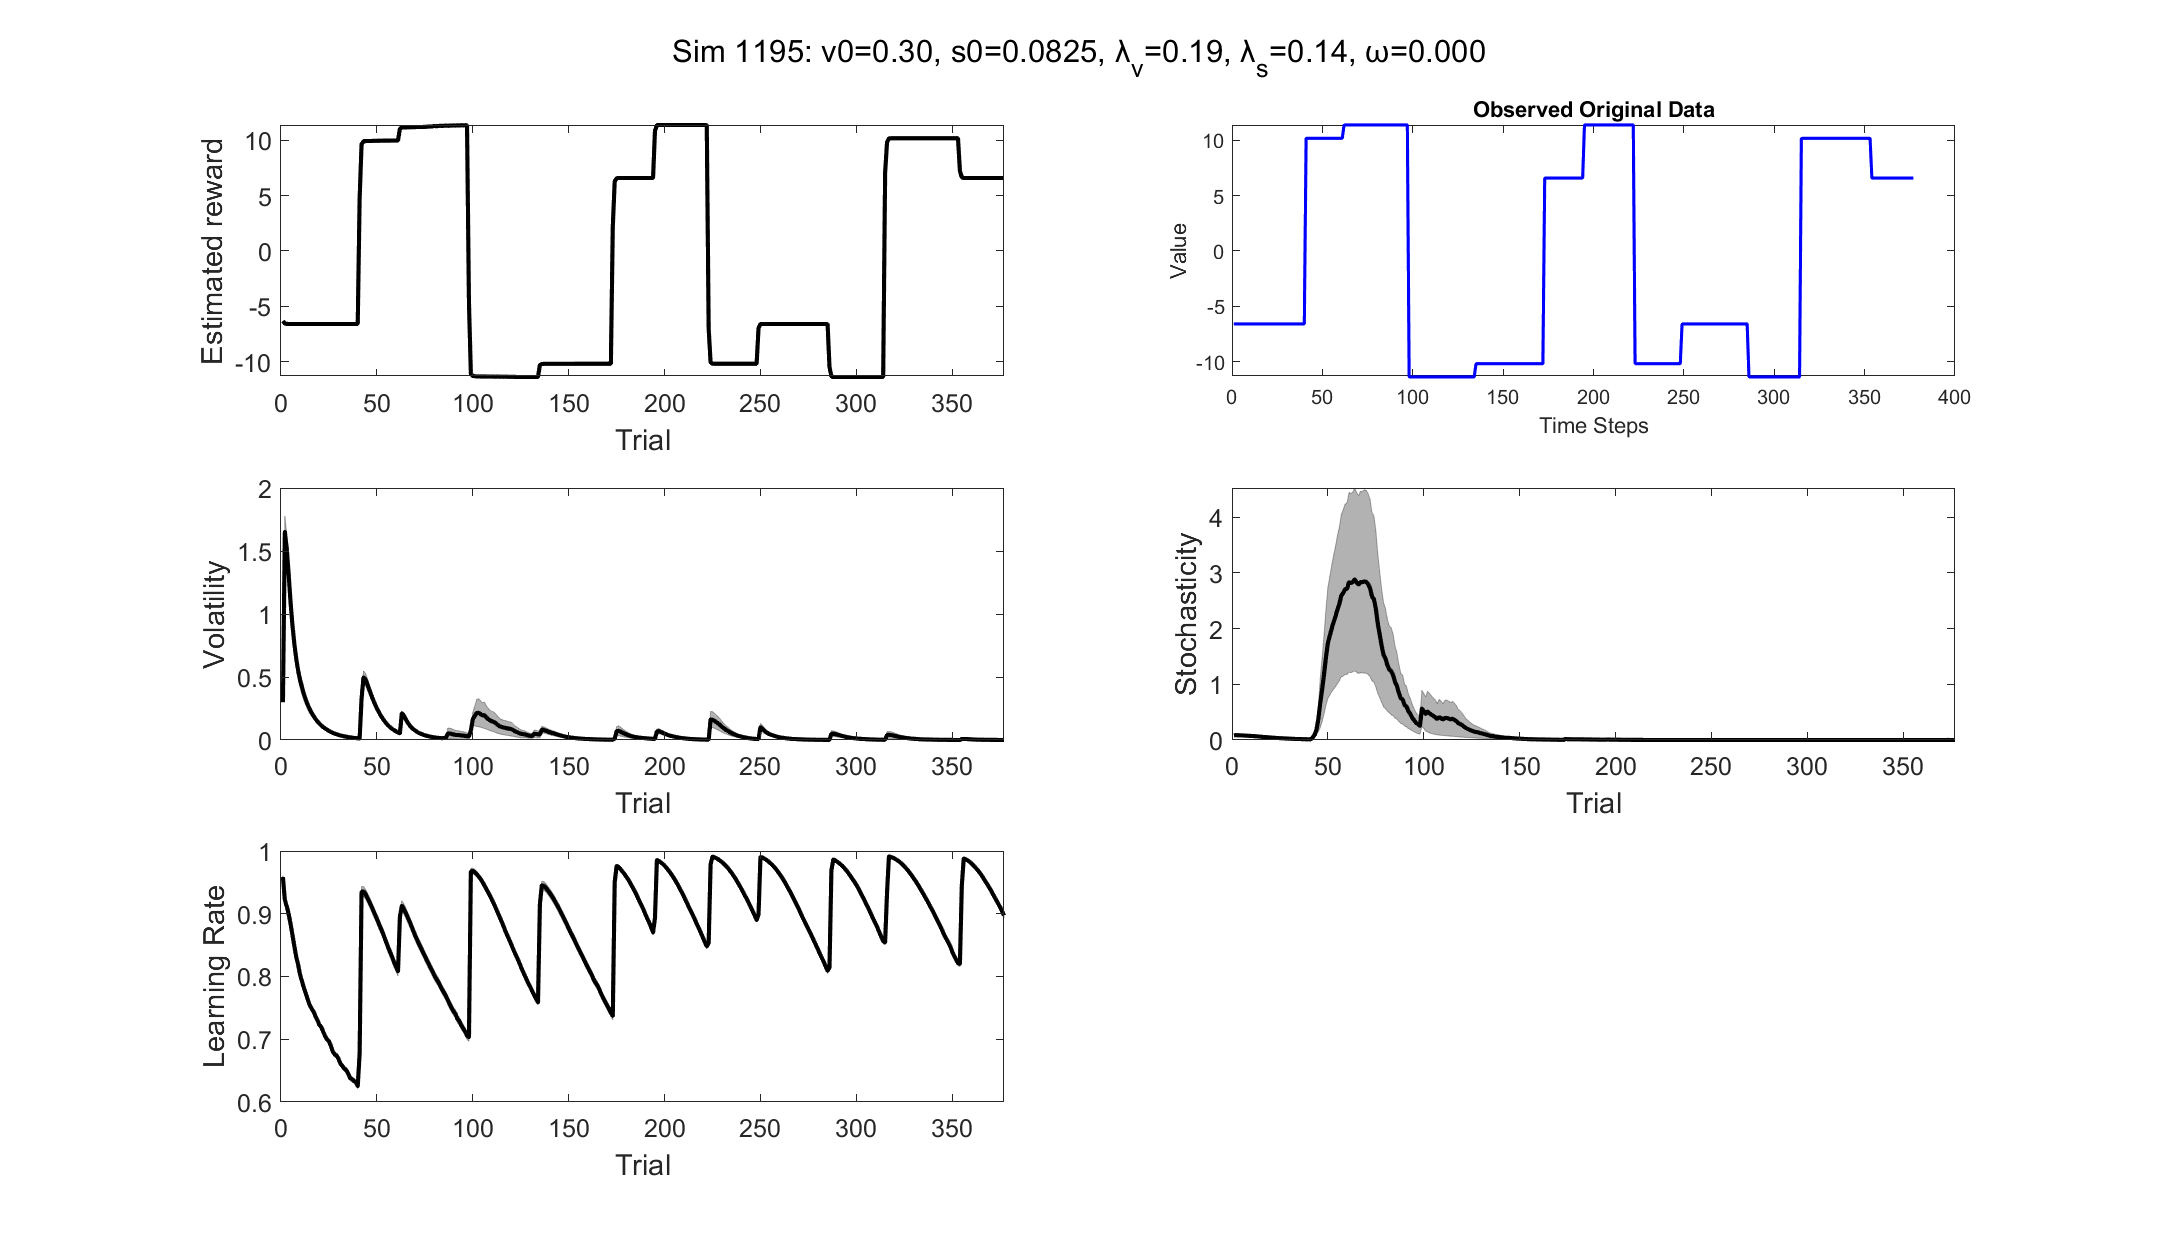 Sim 1195: v0=0.30, s0=0.0825, λ_v=0.19, λ_s=0.14, ω=0.000
Estimated reward
10
5
0
-5
-10
0 50 100 150 200 250 300 350
Trial
Observed Original Data
Value
10
5
0
-5
-10
0 50 100 150 200 250 300 350 400
Time Steps
Volatility
2
1.5
1
0.5
0
0 50 100 150 200 250 300 350
Trial
Stochasticity
4
3
2
1
0
0 50 100 150 200 250 300 350
Trial
Learning Rate
1
0.9
0.8
0.7
0.6
0 50 100 150 200 250 300 350
Trial